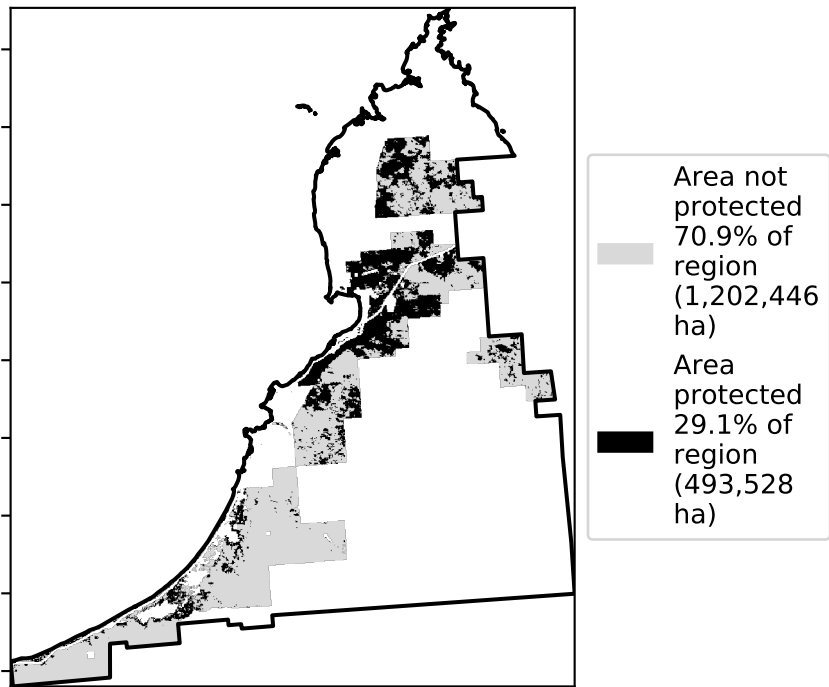 Area not
protected
70.9% of
region
(1,202,446
ha)
Area
protected
29.1% of
region
(493,528
ha)